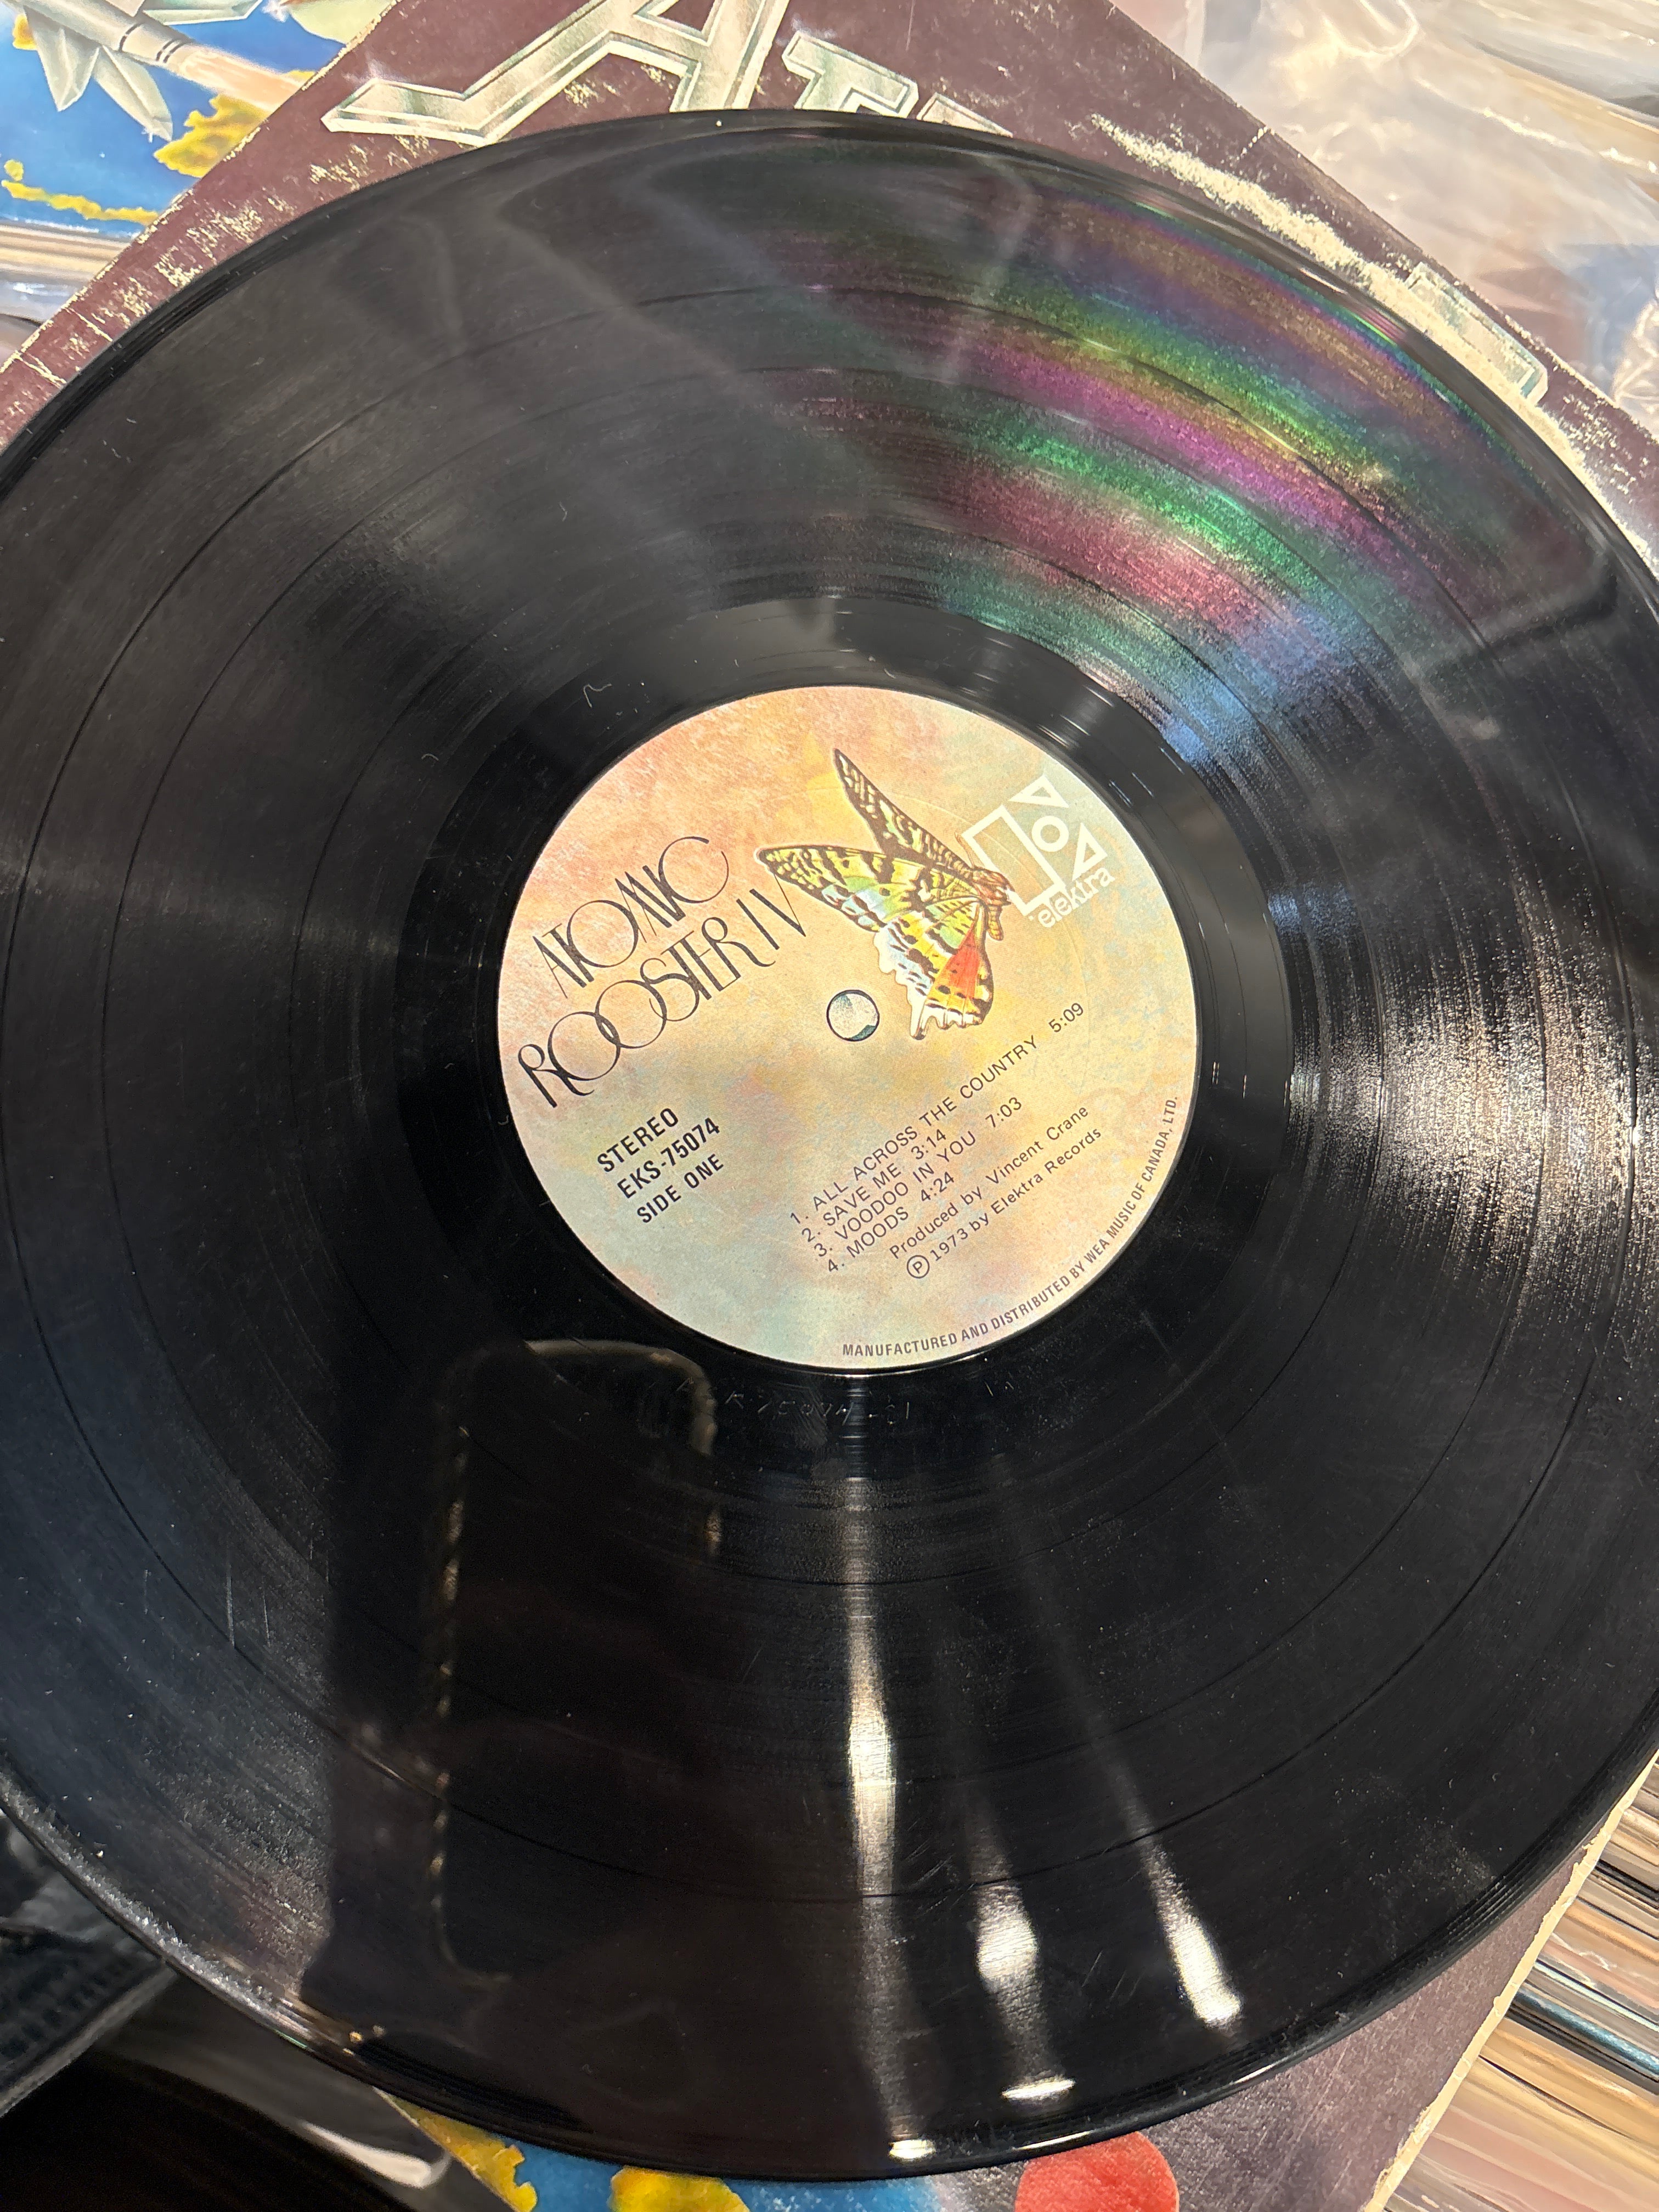 ATOMIC
ROOSTER IV
elektra
STEREO
EKS-75074
SIDE ONE
1. ALL ACROSS THE COUNTRY 5:09
2. SAVE ME 3:14
3. VOODOO IN YOU 7:03
4. MOODS 4:24
Produced by Vincent Crane
Ⓟ 1973 by Elektra Records
MANUFACTURED AND DISTRIBUTED BY WEA MUSIC OF CANADA, LTD.